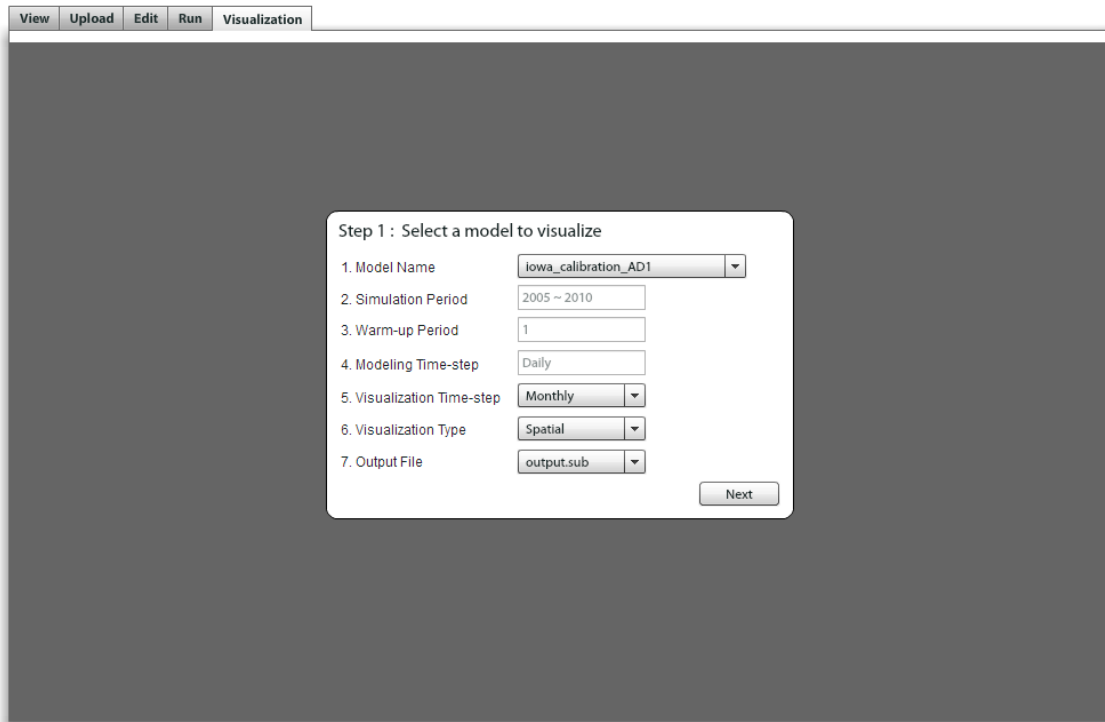 View Upload Edit Run Visualization
Step 1 : Select a model to visualize
1. Model Name iowa_calibration_AD1
2. Simulation Period 2005 ~ 2010
3. Warm-up Period 1
4. Modeling Time-step Daily
5. Visualization Time-step Monthly
6. Visualization Type Spatial
7. Output File output.sub
Next